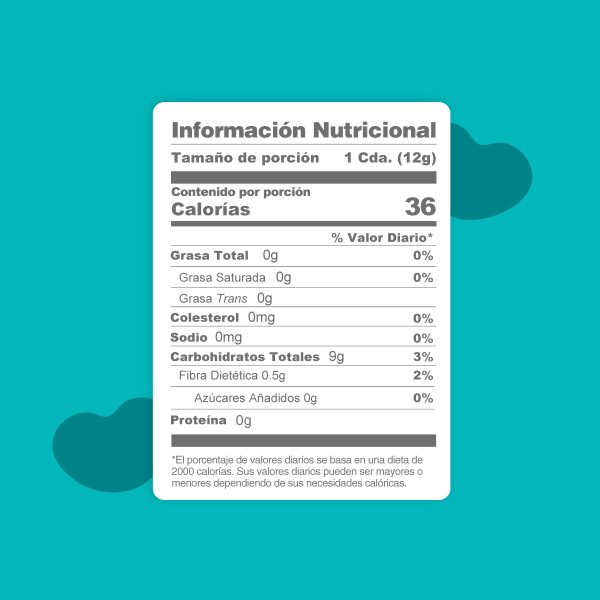 Información Nutricional
Tamaño de porción 1 Cda. (12g)
Contenido por porción
Calorías 36
% Valor Diario*
Grasa Total 0g 0%
Grasa Saturada 0g 0%
Grasa Trans 0g
Colesterol 0mg 0%
Sodio 0mg 0%
Carbohidratos Totales 9g 3%
Fibra Dietética 0.5g 2%
Azúcares Añadidos 0g 0%
Proteína 0g
*El porcentaje de valores diarios se basa en una dieta de
2000 calorías. Sus valores diarios pueden ser mayores o
menores dependiendo de sus necesidades calóricas.